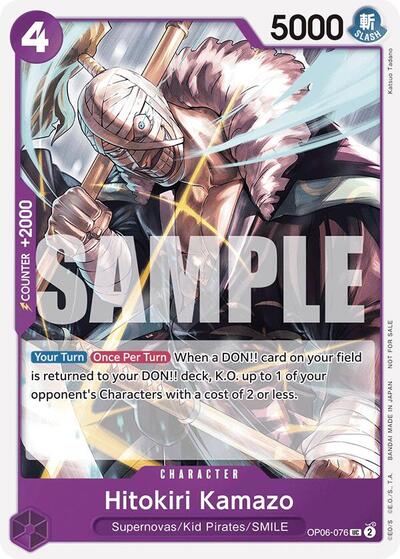 4
5000
斬
SLASH
Katsuo Tadano
COUNTER +2000
SAMPLE
Your Turn Once Per Turn When a DON!! card on your field
is returned to your DON!! deck, K.O. up to 1 of your
opponent's Characters with a cost of 2 or less.
©E.O./S. ©E.O./S., T.A. BANDAI MADE IN JAPAN NOT FOR SALE
CHARACTER
Hitokiri Kamazo
Supernovas/Kid Pirates/SMILE
OP06-076 UC 2